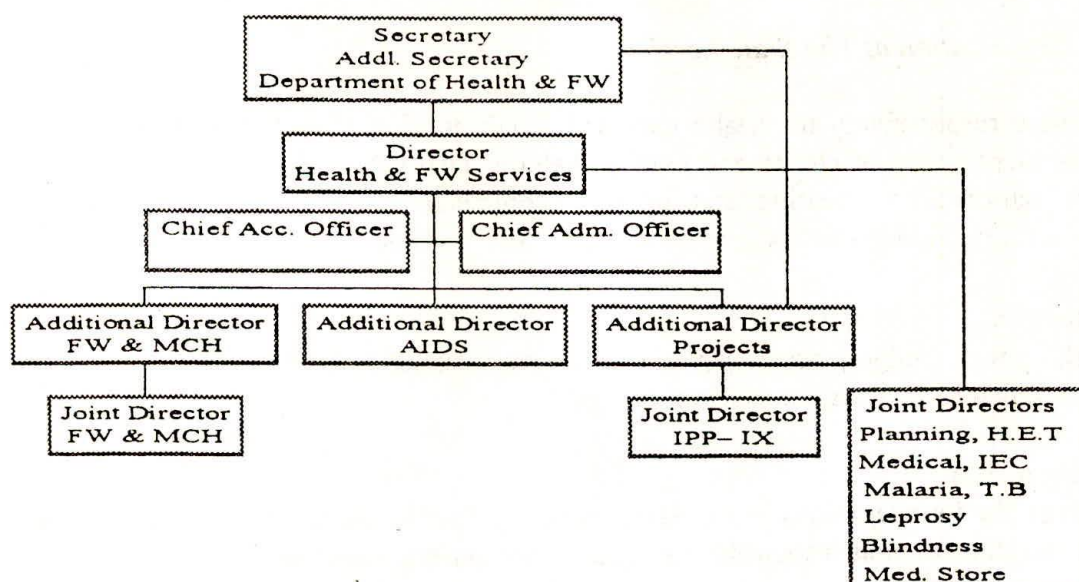 Secretary
Addl. Secretary
Department of Health & FW
Director
Health & FW Services
Chief Acc. Officer
Chief Adm. Officer
Additional Director
FW & MCH
Additional Director
AIDS
Additional Director
Projects
Joint Director
FW & MCH
Joint Director
IPP– IX
Joint Directors
Planning, H.E.T
Medical, IEC
Malaria, T.B
Leprosy
Blindness
Med. Store